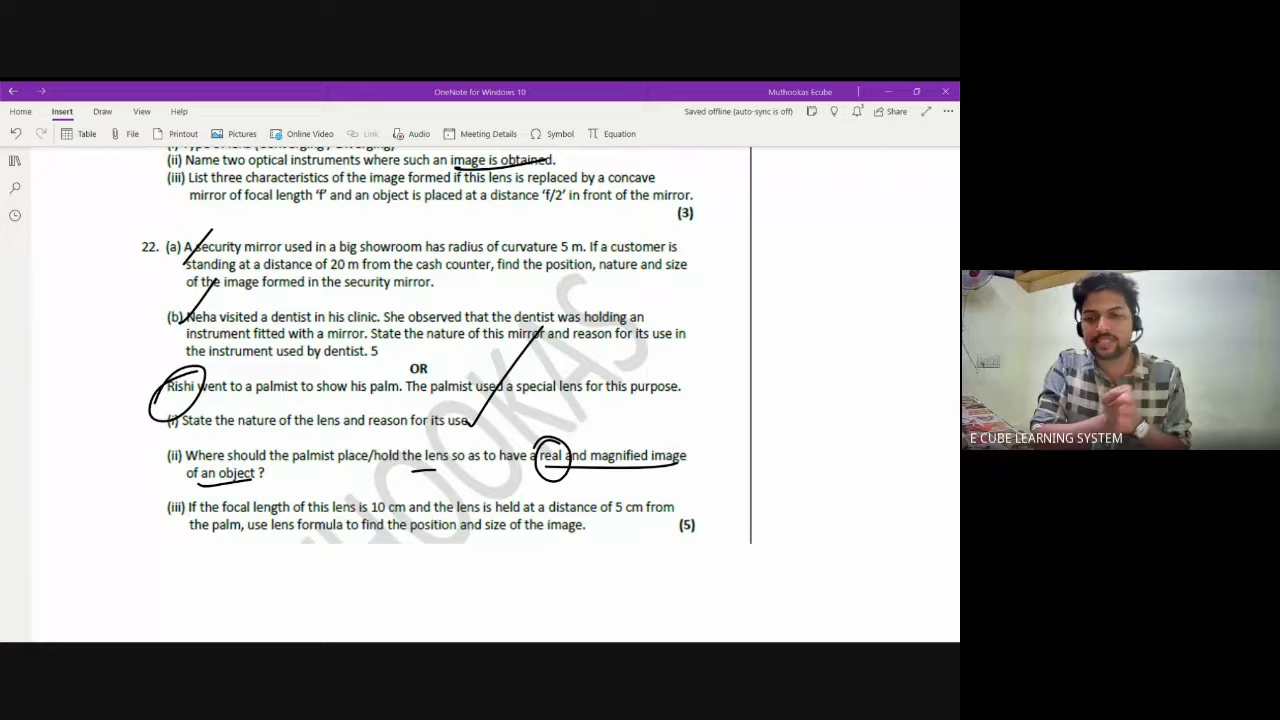 OneNote for Windows 10
Muthookas Ecube
Home Insert Draw View Help
Saved offline (auto-sync is off)
Share
Table File Printout Pictures Online Video Link Audio Meeting Details Symbol Equation
(i) Type of lens (Converging / Diverging)
(ii) Name two optical instruments where such an image is obtained.
(iii) List three characteristics of the image formed if this lens is replaced by a concave
mirror of focal length ‘f’ and an object is placed at a distance ‘f/2’ in front of the mirror.
(3)
22. (a) A security mirror used in a big showroom has radius of curvature 5 m. If a customer is
standing at a distance of 20 m from the cash counter, find the position, nature and size
of the image formed in the security mirror.
(b) Neha visited a dentist in his clinic. She observed that the dentist was holding an
instrument fitted with a mirror. State the nature of this mirror and reason for its use in
the instrument used by dentist. 5
OR
Rishi went to a palmist to show his palm. The palmist used a special lens for this purpose.
(i) State the nature of the lens and reason for its use.
(ii) Where should the palmist place/hold the lens so as to have a real and magnified image
of an object ?
(iii) If the focal length of this lens is 10 cm and the lens is held at a distance of 5 cm from
the palm, use lens formula to find the position and size of the image.
(5)
E CUBE LEARNING SYSTEM